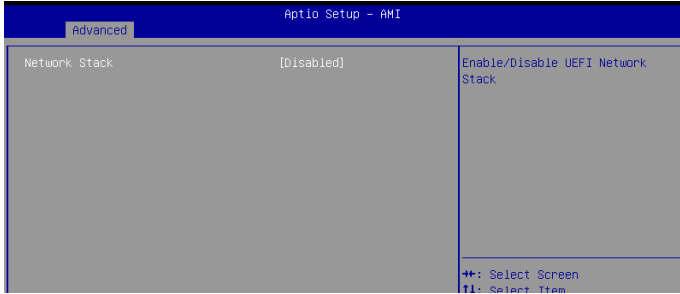 Aptio Setup – AMI
Advanced
Network Stack [Disabled]
Enable/Disable UEFI Network
Stack
→←: Select Screen
↑↓: Select Item